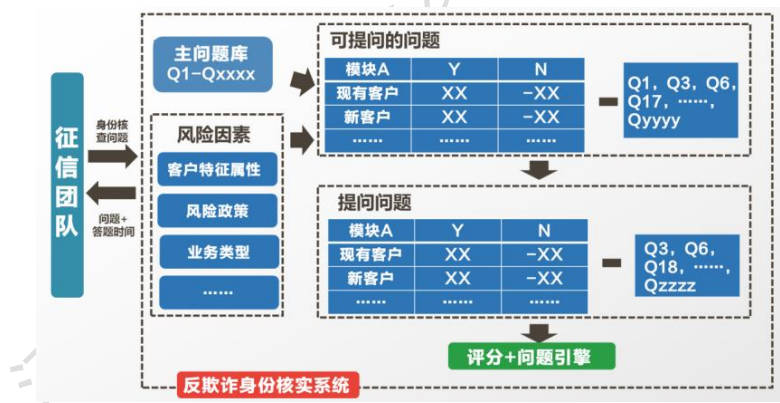 征信团队
身份核
查问题
问题+
答题时间
主问题库
Q1-Qxxxx
风险因素
客户特征属性
风险政策
业务类型
……
可提问的问题
模块A Y N
现有客户 XX -XX
新客户 XX -XX
…… …… ……
Q1, Q3, Q6,
Q17, ……,
Qyyyy
提问问题
模块A Y N
现有客户 XX -XX
新客户 XX -XX
…… …… ……
Q3, Q6,
Q18, ……,
Qzzzz
评分+问题引擎
反欺诈身份核实系统